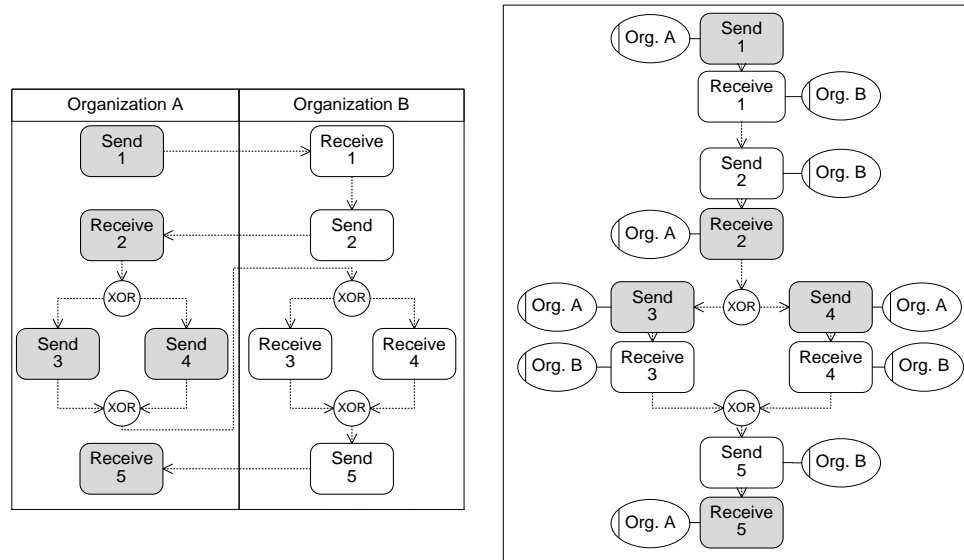 Organization A
Organization B
Send
1
Receive
1
Receive
2
Send
2
XOR
XOR
Send
3
Send
4
Receive
3
Receive
4
XOR
XOR
Receive
5
Send
5
Org. A
Send
1
Receive
1
Org. B
Send
2
Org. B
Org. A
Receive
2
Org. A
Send
3
XOR
Send
4
Org. A
Org. B
Receive
3
Receive
4
Org. B
XOR
Send
5
Org. B
Org. A
Receive
5